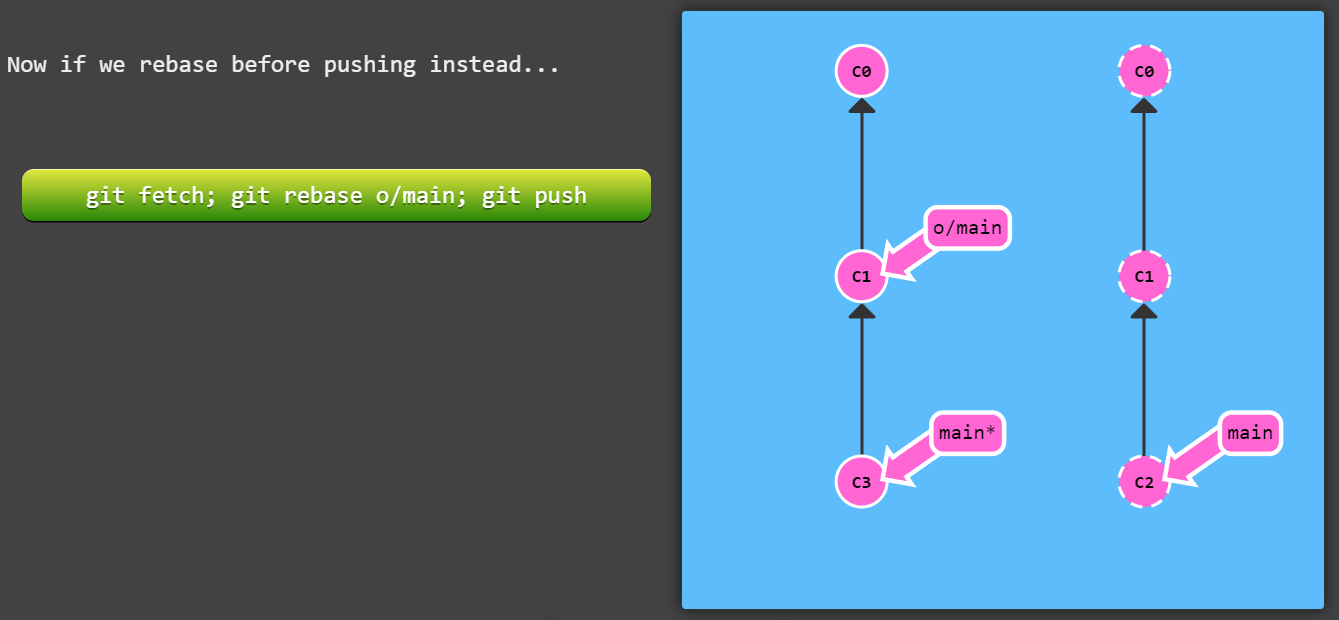 Now if we rebase before pushing instead...
git fetch; git rebase o/main; git push
C0
C0
o/main
C1
C1
main*
main
C3
C2